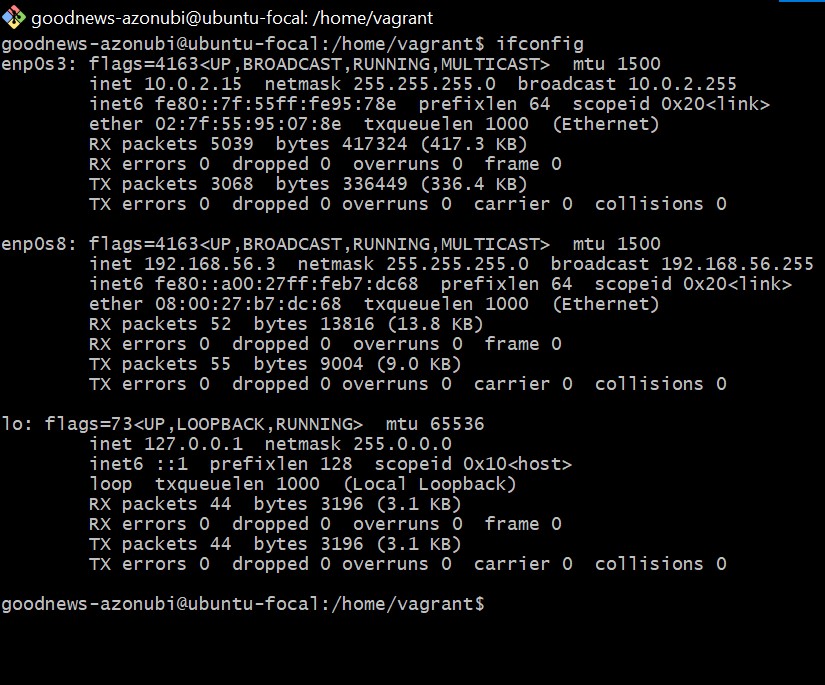 goodnews-azonubi@ubuntu-focal: /home/vagrant
goodnews-azonubi@ubuntu-focal:/home/vagrant$ ifconfig
enp0s3: flags=4163<UP,BROADCAST,RUNNING,MULTICAST>  mtu 1500
        inet 10.0.2.15  netmask 255.255.255.0  broadcast 10.0.2.255
        inet6 fe80::7f:55ff:fe95:78e  prefixlen 64  scopeid 0x20<link>
        ether 02:7f:55:95:07:8e  txqueuelen 1000  (Ethernet)
        RX packets 5039  bytes 417324 (417.3 KB)
        RX errors 0  dropped 0  overruns 0  frame 0
        TX packets 3068  bytes 336449 (336.4 KB)
        TX errors 0  dropped 0 overruns 0  carrier 0  collisions 0

enp0s8: flags=4163<UP,BROADCAST,RUNNING,MULTICAST>  mtu 1500
        inet 192.168.56.3  netmask 255.255.255.0  broadcast 192.168.56.255
        inet6 fe80::a00:27ff:feb7:dc68  prefixlen 64  scopeid 0x20<link>
        ether 08:00:27:b7:dc:68  txqueuelen 1000  (Ethernet)
        RX packets 52  bytes 13816 (13.8 KB)
        RX errors 0  dropped 0  overruns 0  frame 0
        TX packets 55  bytes 9004 (9.0 KB)
        TX errors 0  dropped 0 overruns 0  carrier 0  collisions 0

lo: flags=73<UP,LOOPBACK,RUNNING>  mtu 65536
        inet 127.0.0.1  netmask 255.0.0.0
        inet6 ::1  prefixlen 128  scopeid 0x10<host>
        loop  txqueuelen 1000  (Local Loopback)
        RX packets 44  bytes 3196 (3.1 KB)
        RX errors 0  dropped 0  overruns 0  frame 0
        TX packets 44  bytes 3196 (3.1 KB)
        TX errors 0  dropped 0 overruns 0  carrier 0  collisions 0

goodnews-azonubi@ubuntu-focal:/home/vagrant$